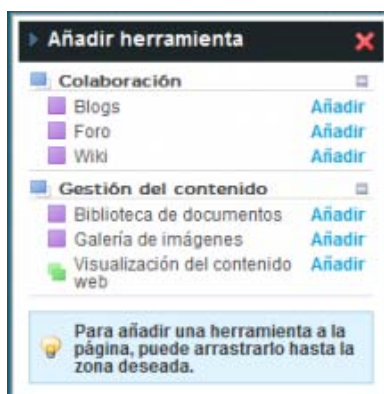 Añadir herramienta
Colaboración
Blogs Añadir
Foro Añadir
Wiki Añadir
Gestión del contenido
Biblioteca de documentos Añadir
Galería de imágenes Añadir
Visualización del contenido Añadir
web
Para añadir una herramienta a la
página, puede arrastrarlo hasta la
zona deseada.